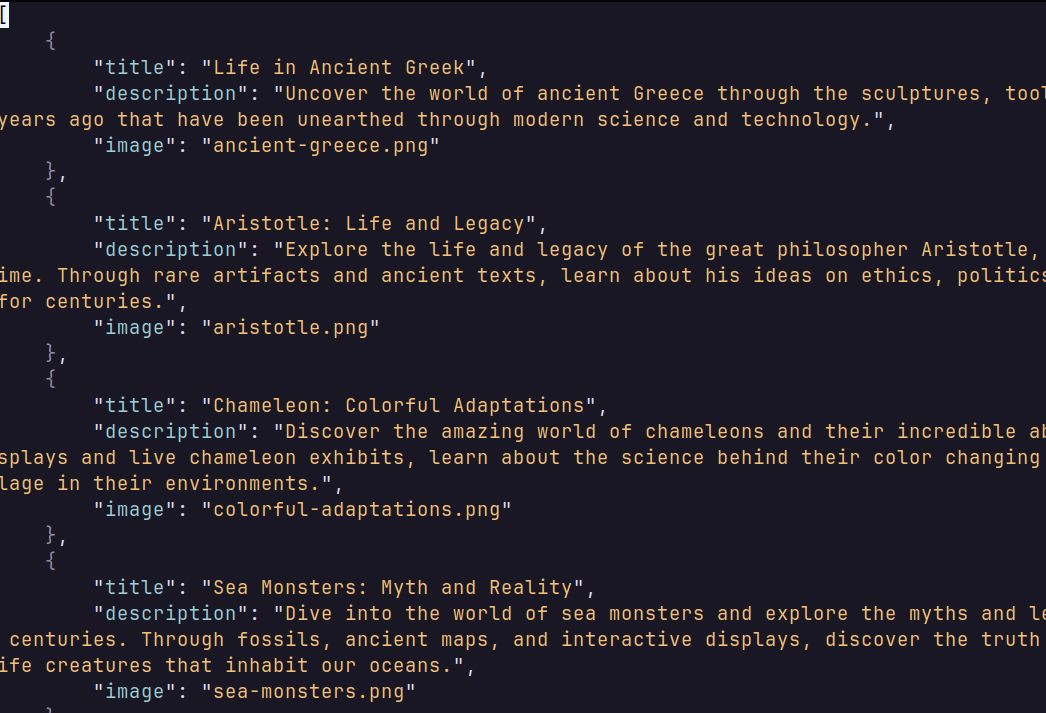 [
{
"title": "Life in Ancient Greek",
"description": "Uncover the world of ancient Greece through the sculptures,
years ago that have been unearthed through modern science and technology.",
"image": "ancient-greece.png"
},
{
"title": "Aristotle: Life and Legacy",
"description": "Explore the life and legacy of the great philosopher Aristotle,
ime. Through rare artifacts and ancient texts, learn about his ideas on ethics, politics
for centuries.",
"image": "aristotle.png"
},
{
"title": "Chameleon: Colorful Adaptations",
"description": "Discover the amazing world of chameleons and their incredible
splays and live chameleon exhibits, learn about the science behind their color changing
lage in their environments.",
"image": "colorful-adaptations.png"
},
{
"title": "Sea Monsters: Myth and Reality",
"description": "Dive into the world of sea monsters and explore the myths and
centuries. Through fossils, ancient maps, and interactive displays, discover the truth
ife creatures that inhabit our oceans.",
"image": "sea-monsters.png"